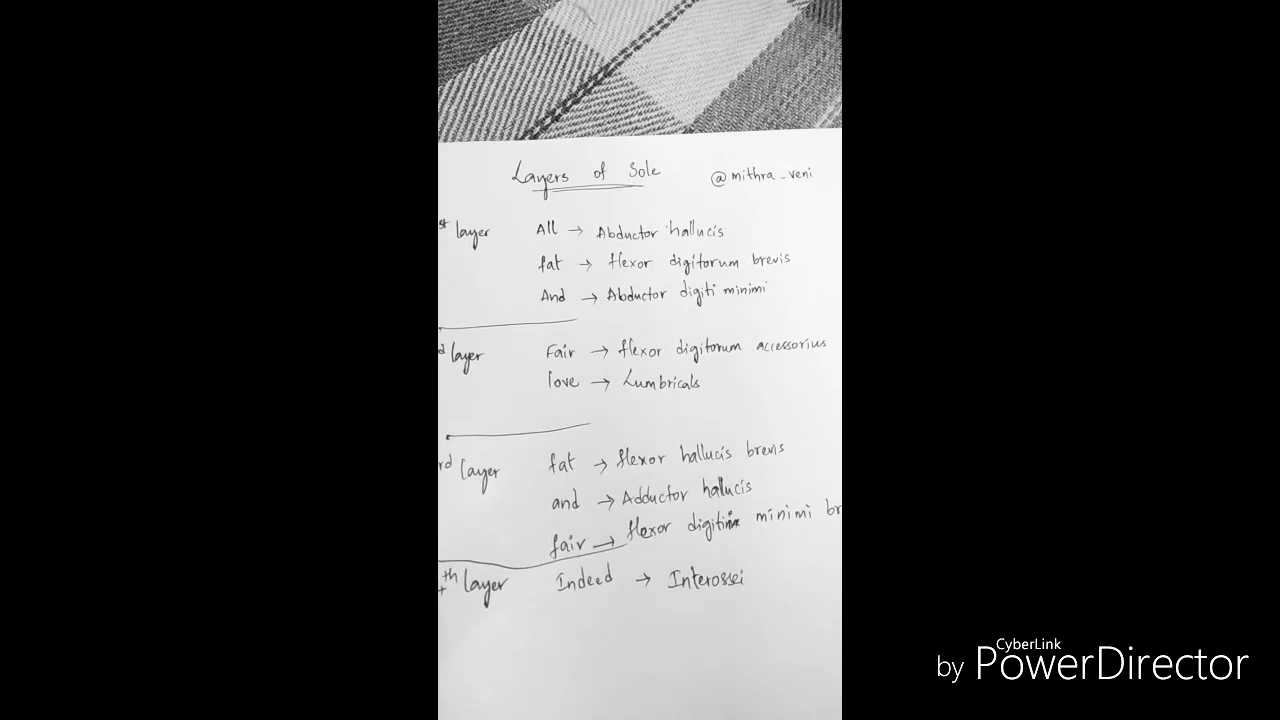 Layers of Sole
@mithra_veni
st layer All → Abductor hallucis
fat → flexor digitorum brevis
And → Abductor digiti minimi
d layer Fair → flexor digitorum accessorius
love → Lumbricals
rd layer fat → flexor hallucis brevis
and → Adductor hallucis
fair → flexor digiti minimi br
th layer Indeed → Interossei
CyberLink
by PowerDirector